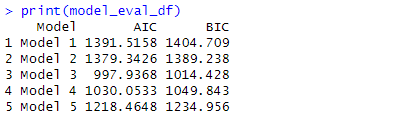 > print(model_eval_df)
Model AIC BIC
1 Model 1 1391.5158 1404.709
2 Model 2 1379.3426 1389.238
3 Model 3 997.9368 1014.428
4 Model 4 1030.0533 1049.843
5 Model 5 1218.4648 1234.956